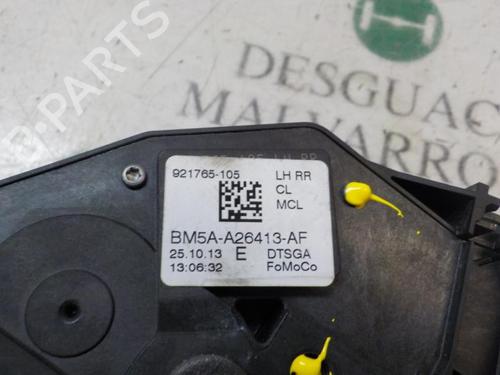 B-PARTS
DESGUAC
MALVARRO
921765-105 LH RR
CL
MCL
BM5A-A26413-AF
25.10.13 E DTSGA
13:06:32 FoMoCo